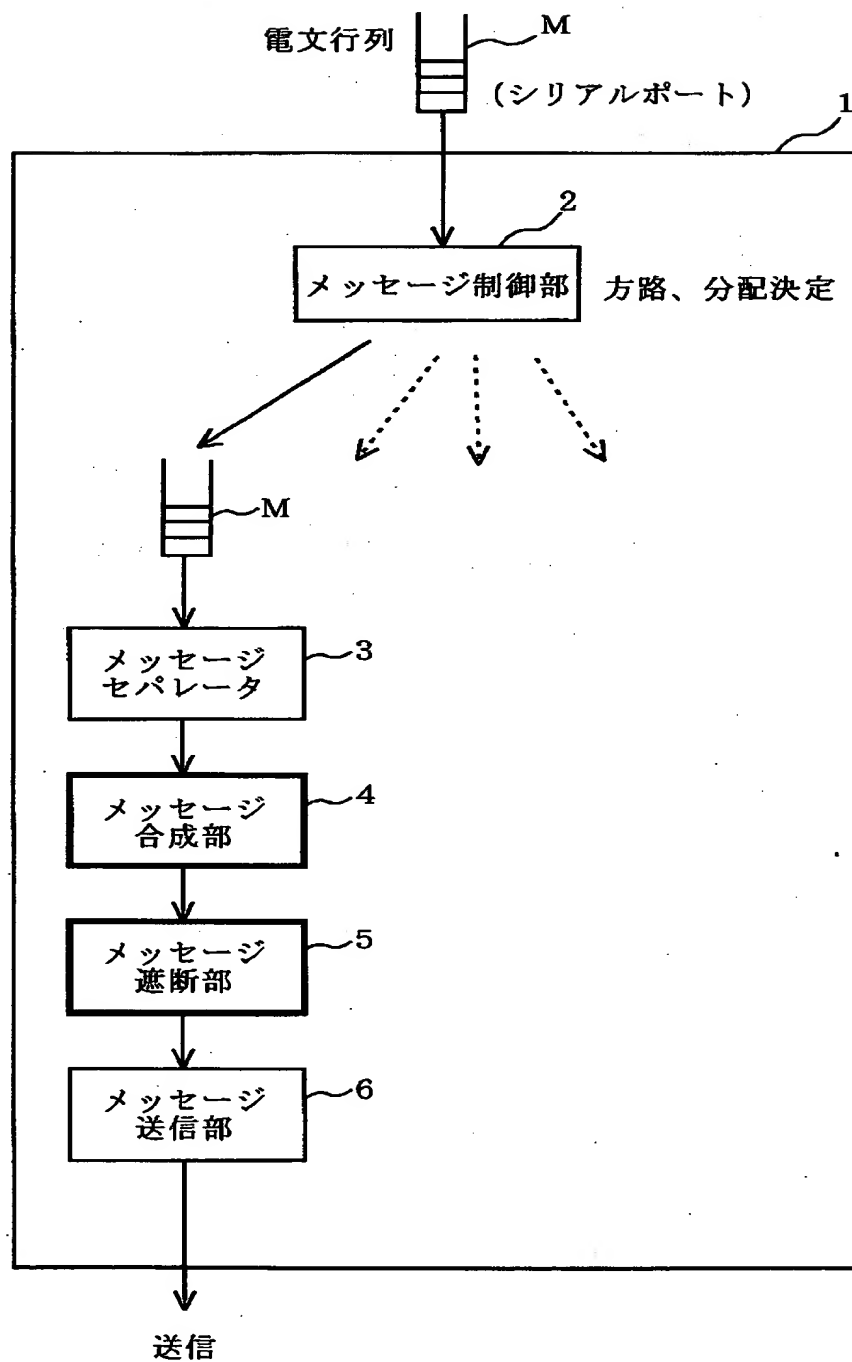 電文行列
M
(シリアルポート)
1
2
メッセージ制御部
方路、分配決定
M
メッセージ
セパレータ
3
メッセージ
合成部
4
メッセージ
遮断部
5
メッセージ
送信部
6
送信